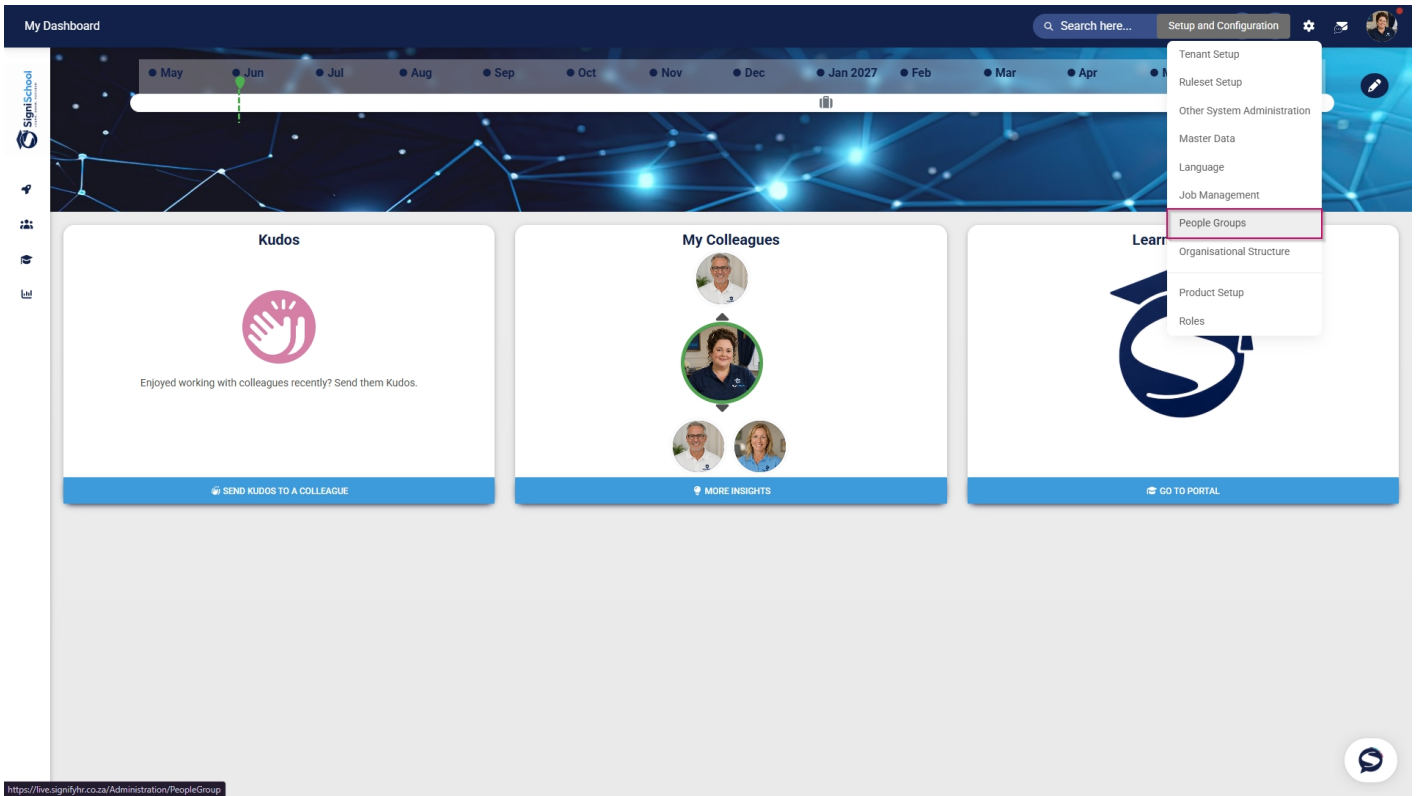 My Dashboard
Search here...
Setup and Configuration
Tenant Setup
Ruleset Setup
Other System Administration
Master Data
Language
Job Management
People Groups
Organisational Structure
Product Setup
Roles
SigniSchool
May
Jun
Jul
Aug
Sep
Oct
Nov
Dec
Jan 2027
Feb
Mar
Apr
Kudos
Enjoyed working with colleagues recently? Send them Kudos.
SEND KUDOS TO A COLLEAGUE
My Colleagues
MORE INSIGHTS
Learn
GO TO PORTAL
https://live.signifyhr.co.za/Administration/PeopleGroup